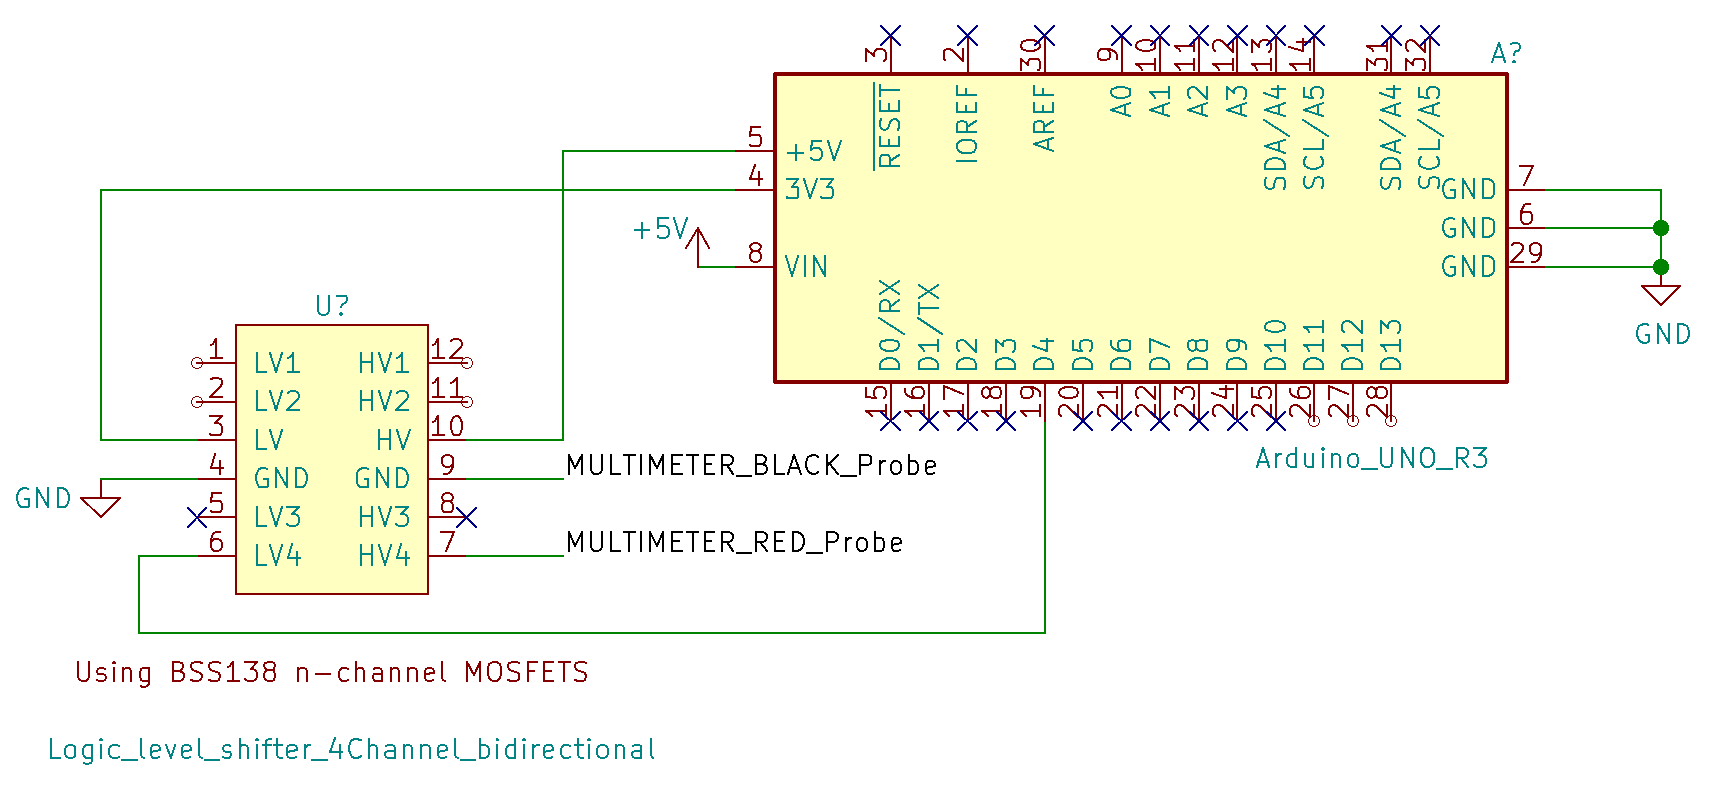 A?
3 2 30 9 10 11 12 13 14 31 32
RESET IOREF AREF A0 A1 A2 A3 SDA/A4 SCL/A5 SDA/A4 SCL/A5
5 +5V
4 3V3
+5V
8 VIN
GND 7
GND 6
GND 29
GND
D0/RX D1/TX D2 D3 D4 D5 D6 D7 D8 D9 D10 D11 D12 D13
15 16 17 18 19 20 21 22 23 24 25 26 27 28
Arduino_UNO_R3
U?
1 LV1 HV1 12
2 LV2 HV2 11
3 LV HV 10
4 GND GND 9
5 LV3 HV3 8
6 LV4 HV4 7
GND
MULTIMETER_BLACK_Probe
MULTIMETER_RED_Probe
Using BSS138 n-channel MOSFETS
Logic_level_shifter_4Channel_bidirectional